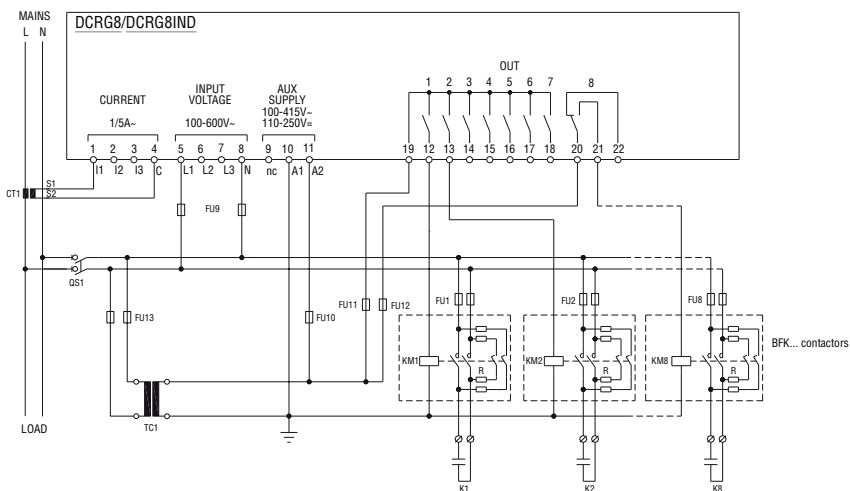 MAINS
L N
DCRG8/DCRG8IND
OUT
1 2 3 4 5 6 7 8
CURRENT
1/5A~
INPUT
VOLTAGE
100-600V~
AUX
SUPPLY
100-415V~
110-250V=
1 2 3 4 5 6 7 8 9 10 11 19 12 13 14 15 16 17 18 20 21 22
I1 I2 I3 C L1 L2 L3 N nc A1 A2
CT1
S1
S2
FU9
QS1
FU13
FU10
FU11
FU12
FU1
FU2
FU8
KM1
R
KM2
R
KM8
R
BFK... contactors
TC1
LOAD
K1
K2
K8